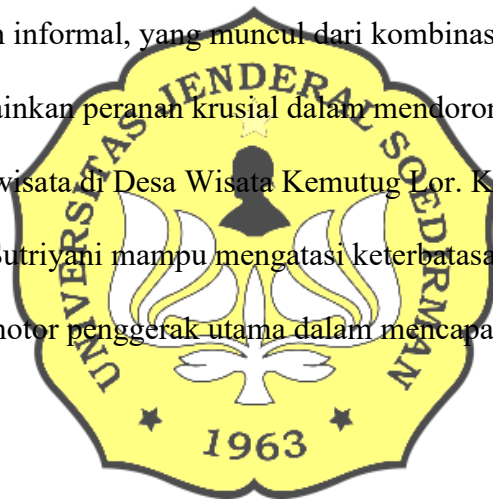 n informal, yang muncul dari kombinas
ainkan peranan krusial dalam mendoron
wisata di Desa Wisata Kemutug Lor. K
Sutriyani mampu mengatasi keterbatasa
motor penggerak utama dalam mencapa
UNIVERSITAS JENDERAL SOEDIRMAN
1963